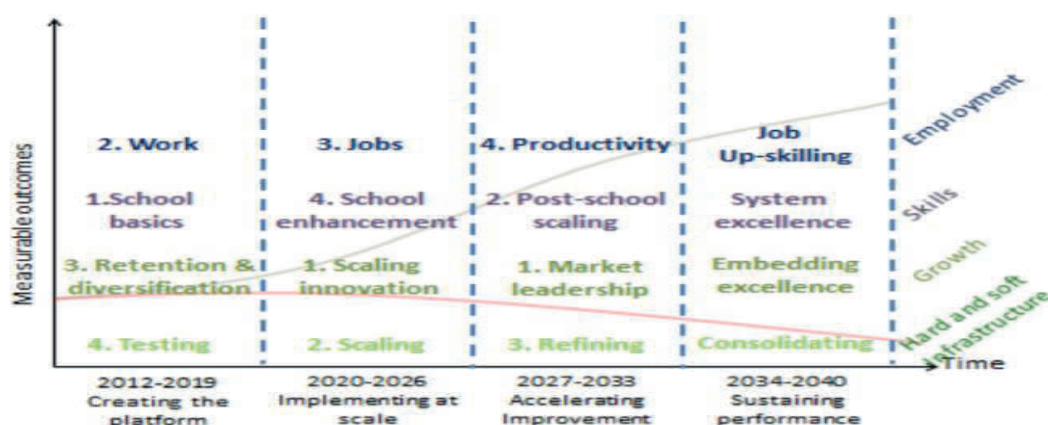 Measurable outcomes
2. Work
3. Jobs
4. Productivity
Job
Up-skilling
Employment
1.School
basics
4. School
enhancement
2. Post-school
scaling
System
excellence
Skills
3. Retention &
diversification
1. Scaling
innovation
1. Market
leadership
Embedding
excellence
Growth
4. Testing
2. Scaling
3. Refining
Consolidating
Hard and soft
infrastructure
Time
2012-2019
Creating the
platform
2020-2026
Implementing at
scale
2027-2033
Accelerating
Improvement
2034-2040
Sustaining
performance